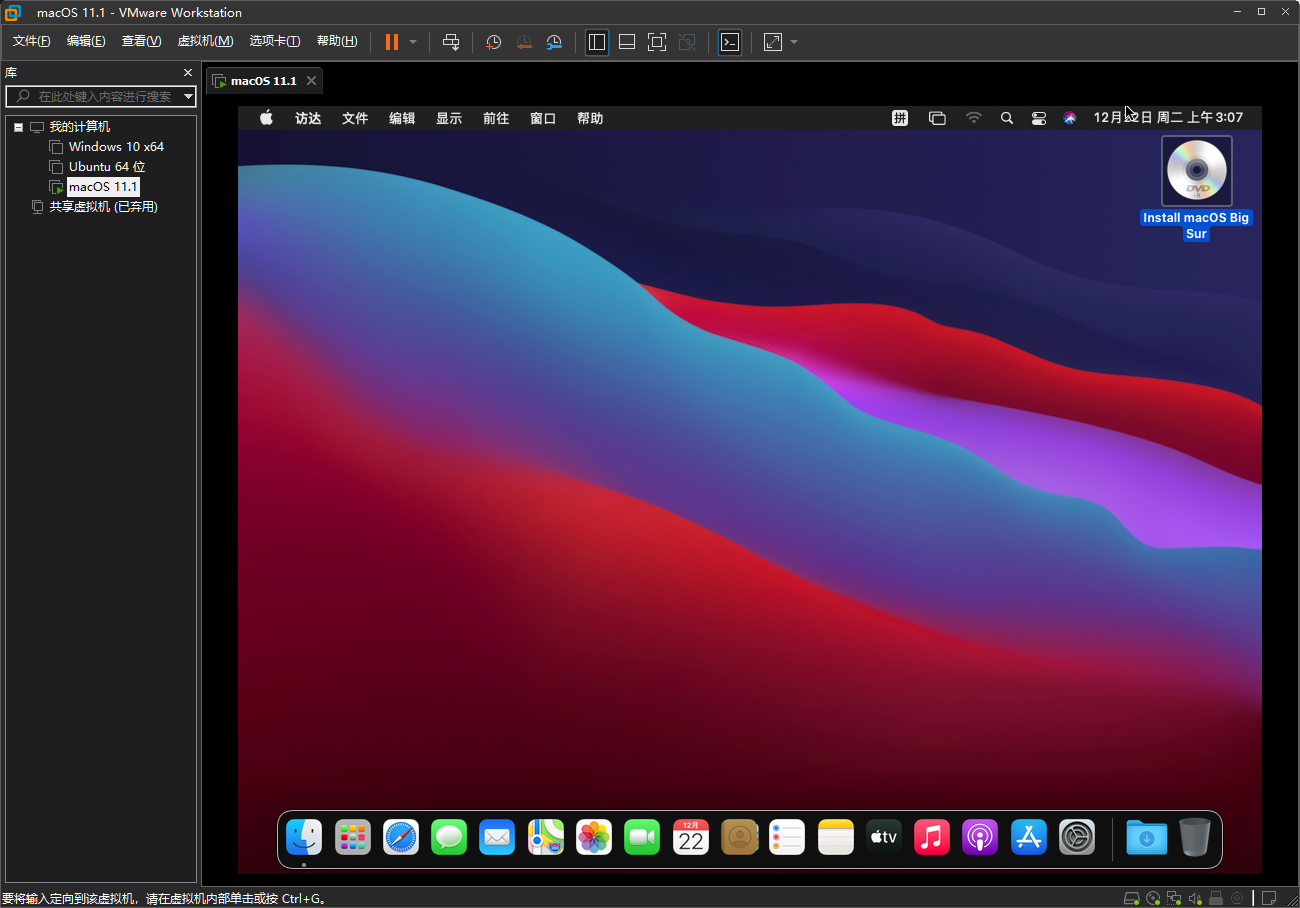 macOS 11.1 - VMware Workstation
文件(F) 编辑(E) 查看(V) 虚拟机(M) 选项卡(T) 帮助(H)
库
在此处键入内容进行搜索
我的计算机
Windows 10 x64
Ubuntu 64 位
macOS 11.1
共享虚拟机 (已弃用)
macOS 11.1
访达 文件 编辑 显示 前往 窗口 帮助 拼 12月22日 周二 上午3:07
DVD
Install macOS Big
Sur
12月
22
tv
要将输入定向到该虚拟机，请在虚拟机内部单击或按 Ctrl+G。